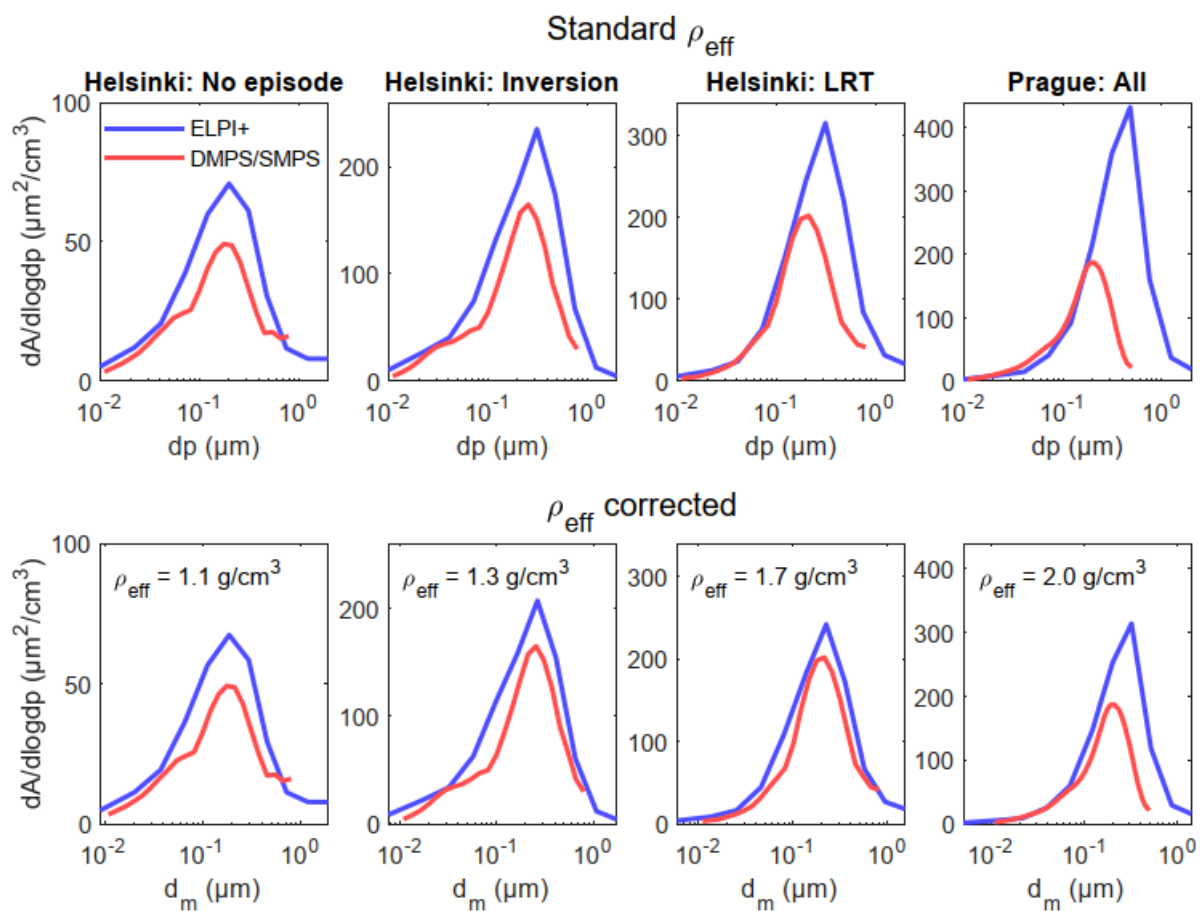 Standard ρeff
Helsinki: No episode
Helsinki: Inversion
Helsinki: LRT
Prague: All
ELPI+
DMPS/SMPS
dA/dlogdp (µm²/cm³)
100
50
0
200
100
0
300
200
100
0
400
300
200
100
0
10⁻² 10⁻¹ 10⁰
10⁻² 10⁻¹ 10⁰
10⁻² 10⁻¹ 10⁰
10⁻² 10⁻¹ 10⁰
dp (µm)
dp (µm)
dp (µm)
dp (µm)
ρeff corrected
ρeff = 1.1 g/cm³
ρeff = 1.3 g/cm³
ρeff = 1.7 g/cm³
ρeff = 2.0 g/cm³
dA/dlogdp (µm²/cm³)
100
50
0
200
100
0
300
200
100
0
400
300
200
100
0
10⁻² 10⁻¹ 10⁰
10⁻² 10⁻¹ 10⁰
10⁻² 10⁻¹ 10⁰
10⁻² 10⁻¹ 10⁰
dm (µm)
dm (µm)
dm (µm)
dm (µm)